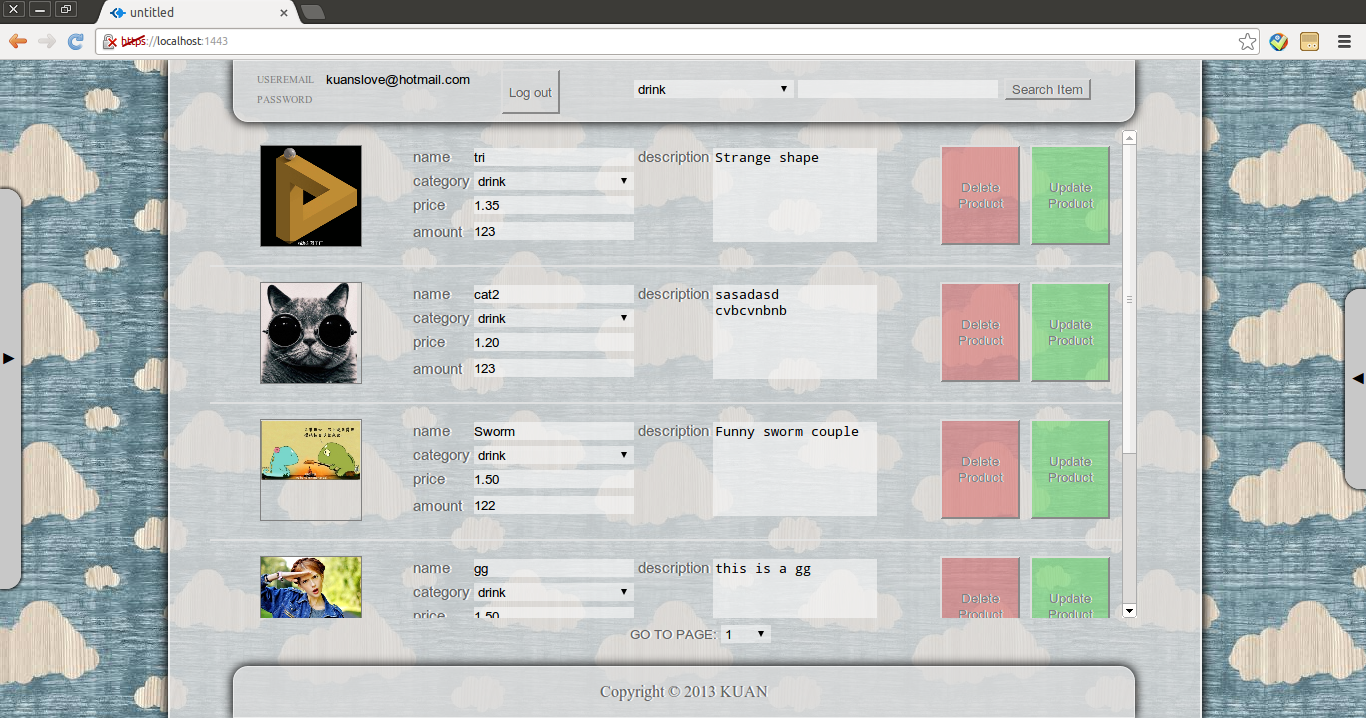 untitled
https://localhost:1443
USEREMAIL kuanslove@hotmail.com
PASSWORD
Log out
drink
Search Item
name tri
category drink
price 1.35
amount 123
description Strange shape
Delete
Product
Update
Product
name cat2
category drink
price 1.20
amount 123
description sasadasd
cvbcvnbnb
Delete
Product
Update
Product
name Sworm
category drink
price 1.50
amount 122
description Funny sworm couple
Delete
Product
Update
Product
name gg
category drink
price 1.50
description this is a gg
Delete
Product
Update
Product
GO TO PAGE: 1
Copyright © 2013 KUAN